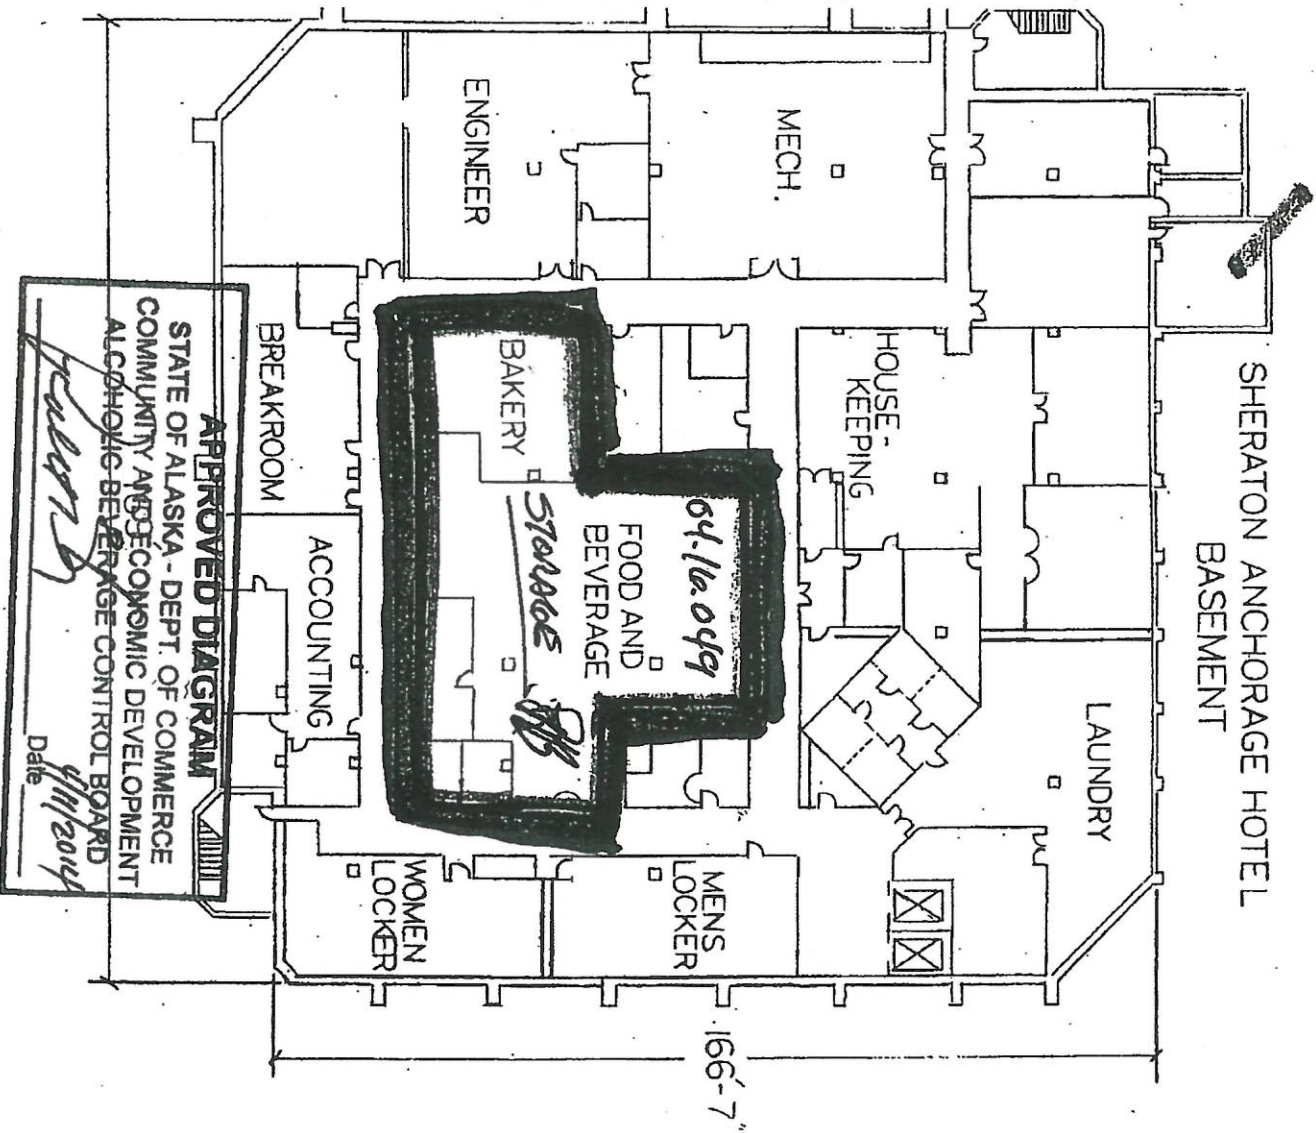 SHERATON ANCHORAGE HOTEL
BASEMENT
MECH.
ENGINEER
HOUSE-
KEEPING
LAUNDRY
BAKERY
04.16.049
FOOD AND
BEVERAGE
STORAGE
BREAKROOM
ACCOUNTING
MENS
LOCKER
WOMEN
LOCKER
166'-7"
APPROVED DIAGRAM
STATE OF ALASKA - DEPT. OF COMMERCE
COMMUNITY AND ECONOMIC DEVELOPMENT
ALCOHOLIC BEVERAGE CONTROL BOARD
Date